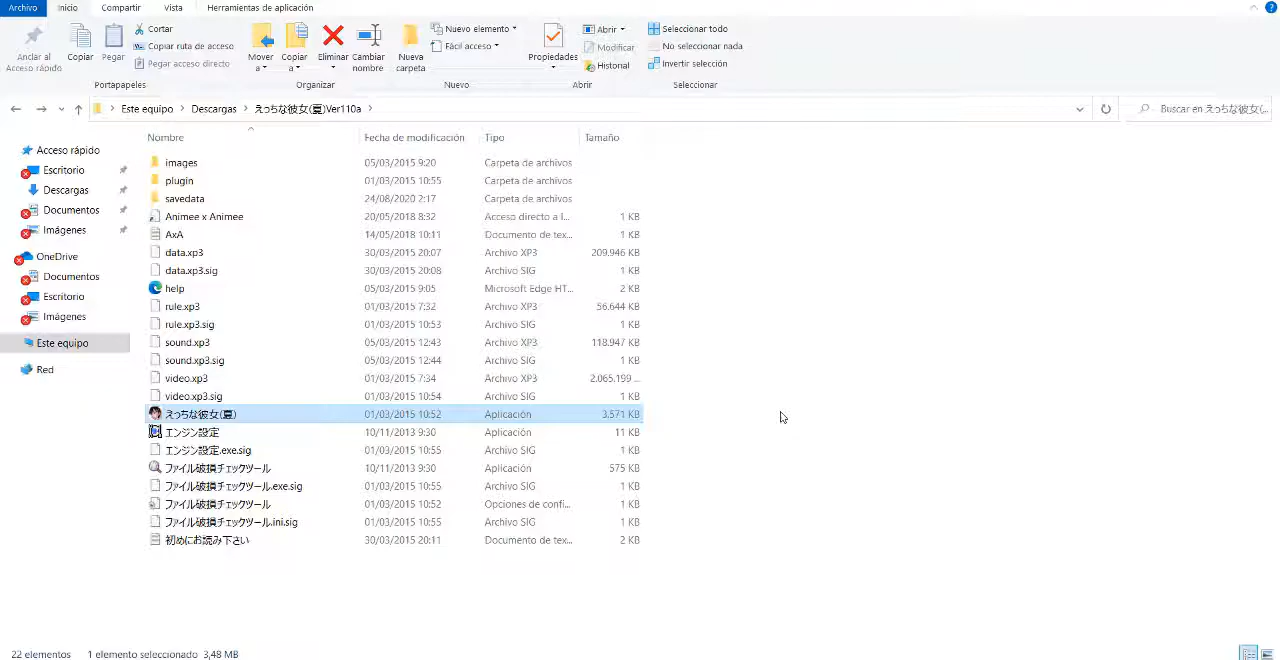 Archivo Inicio Compartir Vista Herramientas de aplicación
Anclar al Acceso rápido
Copiar
Pegar
Cortar
Copiar ruta de acceso
Pegar acceso directo
Portapapeles
Mover a
Copiar a
Eliminar
Cambiar nombre
Organizar
Nueva carpeta
Nuevo elemento
Fácil acceso
Nuevo
Propiedades
Abrir
Modificar
Historial
Abrir
Seleccionar todo
No seleccionar nada
Invertir selección
Seleccionar
Este equipo > Descargas > えっちな彼女(夏)Ver110a >
Buscar en えっちな彼女(...
Acceso rápido
Escritorio
Descargas
Documentos
Imágenes
OneDrive
Documentos
Escritorio
Imágenes
Este equipo
Red
Nombre Fecha de modificación Tipo Tamaño
images 05/03/2015 9:20 Carpeta de archivos
plugin 01/03/2015 10:55 Carpeta de archivos
savedata 24/08/2020 2:17 Carpeta de archivos
Animee x Animee 20/05/2018 8:32 Acceso directo a I... 1 KB
AxA 14/05/2018 10:11 Documento de tex... 1 KB
data.xp3 30/03/2015 20:07 Archivo XP3 209.946 KB
data.xp3.sig 30/03/2015 20:08 Archivo SIG 1 KB
help 05/03/2015 9:05 Microsoft Edge HT... 2 KB
rule.xp3 01/03/2015 7:32 Archivo XP3 56.644 KB
rule.xp3.sig 01/03/2015 10:53 Archivo SIG 1 KB
sound.xp3 05/03/2015 12:43 Archivo XP3 118.947 KB
sound.xp3.sig 05/03/2015 12:44 Archivo SIG 1 KB
video.xp3 01/03/2015 7:34 Archivo XP3 2.065.199 ...
video.xp3.sig 01/03/2015 10:54 Archivo SIG 1 KB
えっちな彼女(夏) 01/03/2015 10:52 Aplicación 3.571 KB
エンジン設定 10/11/2013 9:30 Aplicación 11 KB
エンジン設定.exe.sig 01/03/2015 10:55 Archivo SIG 1 KB
ファイル破損チェックツール 10/11/2013 9:30 Aplicación 575 KB
ファイル破損チェックツール.exe.sig 01/03/2015 10:55 Archivo SIG 1 KB
ファイル破損チェックツール 01/03/2015 10:52 Opciones de confi... 1 KB
ファイル破損チェックツール.ini.sig 01/03/2015 10:55 Archivo SIG 1 KB
初めにお読み下さい 30/03/2015 20:11 Documento de tex... 2 KB
22 elementos 1 elemento seleccionado 3,48 MB